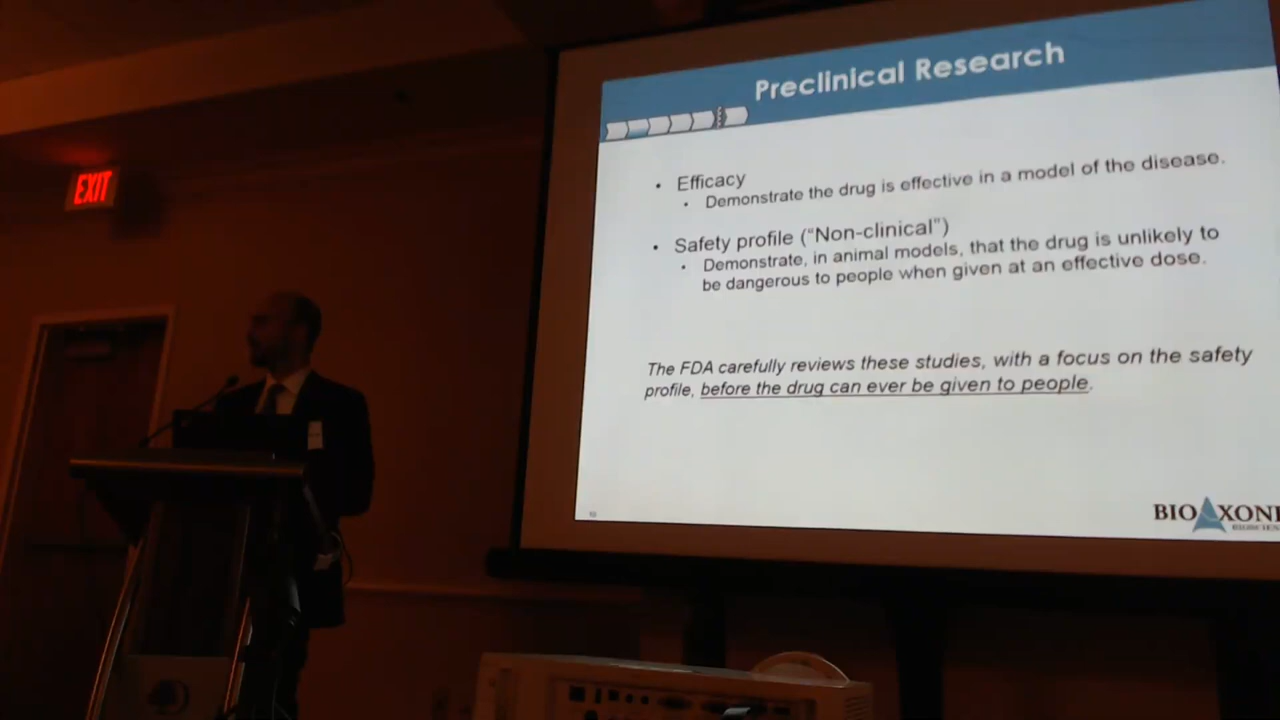 EXIT
Preclinical Research
• Efficacy
• Demonstrate the drug is effective in a model of the disease.
• Safety profile (“Non-clinical”)
• Demonstrate, in animal models, that the drug is unlikely to
be dangerous to people when given at an effective dose.
The FDA carefully reviews these studies, with a focus on the safety
profile, before the drug can ever be given to people.
BIOAXONE